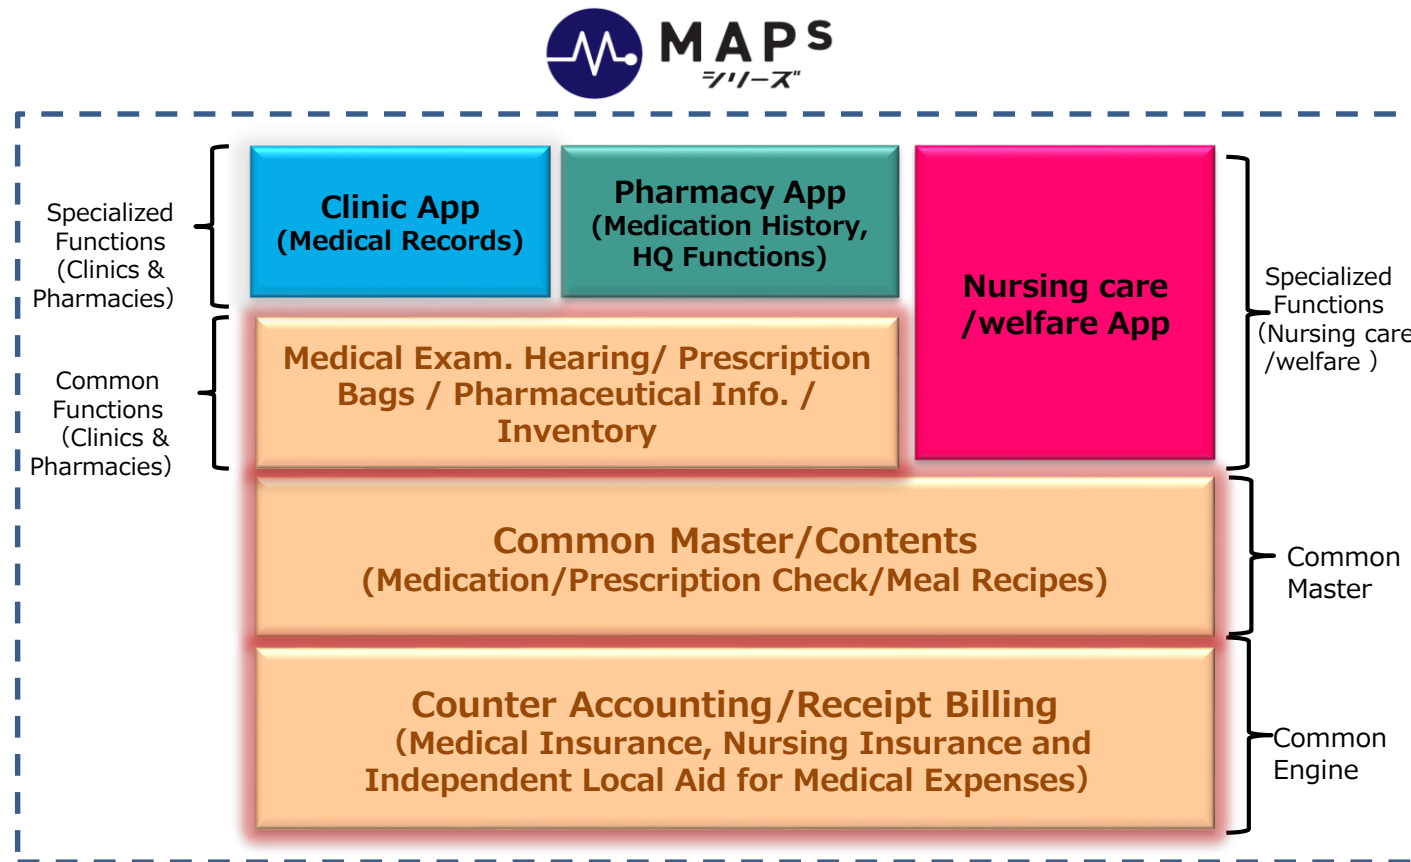 MAPs
シリーズ
Specialized
Functions
(Clinics &
Pharmacies）
Clinic App
(Medical Records)
Pharmacy App
(Medication History,
HQ Functions)
Nursing care
/welfare App
Specialized
Functions
（Nursing care
/welfare ）
Common
Functions
（Clinics &
Pharmacies）
Medical Exam. Hearing/ Prescription
Bags / Pharmaceutical Info. /
Inventory
Common Master/Contents
(Medication/Prescription Check/Meal Recipes)
Common
Master
Counter Accounting/Receipt Billing
（Medical Insurance, Nursing Insurance and
Independent Local Aid for Medical Expenses）
Common
Engine